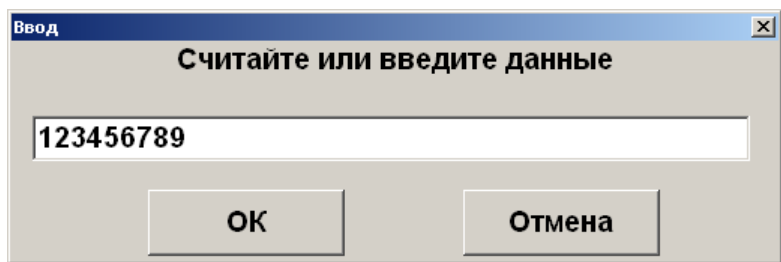 Ввод
Считайте или введите данные
123456789
ОК
Отмена